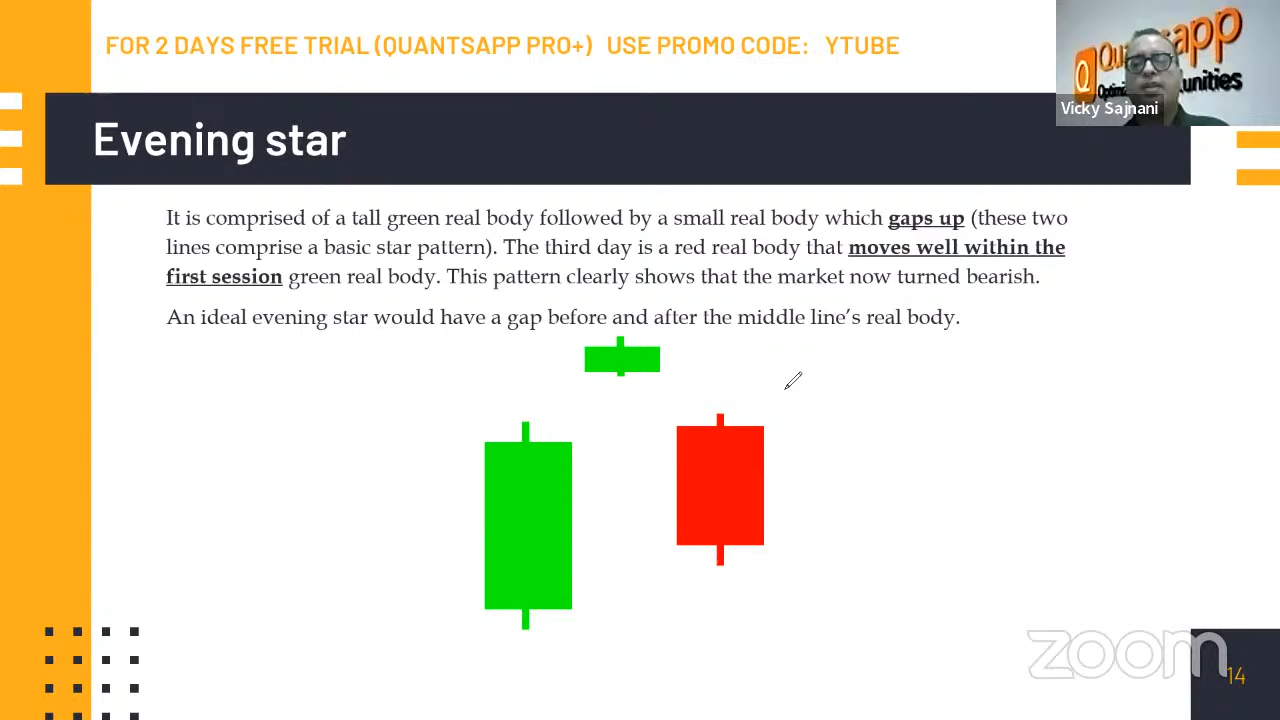 FOR 2 DAYS FREE TRIAL (QUANTSAPP PRO+) USE PROMO CODE: YTUBE
Vicky Sajnani
Evening star
It is comprised of a tall green real body followed by a small real body which gaps up (these two
lines comprise a basic star pattern). The third day is a red real body that moves well within the
first session green real body. This pattern clearly shows that the market now turned bearish.
An ideal evening star would have a gap before and after the middle line’s real body.
zoom
14